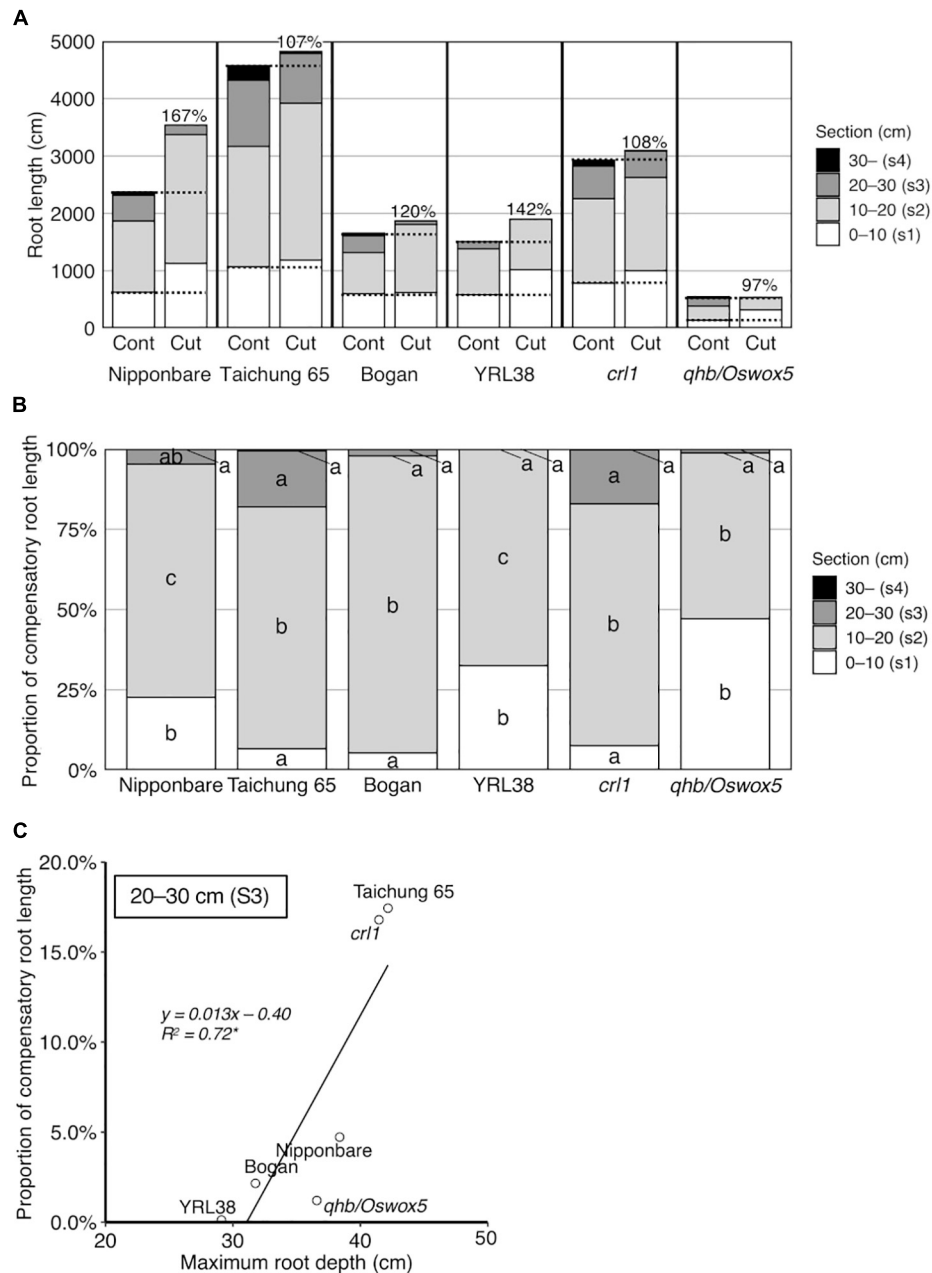 A
Root length (cm)
5000
4000
3000
2000
1000
0
167%
107%
120%
142%
108%
97%
Cont Cut Cont Cut Cont Cut Cont Cut Cont Cut Cont Cut
Nipponbare Taichung 65 Bogan YRL38 crl1 qhb/Oswox5
Section (cm)
30– (s4)
20–30 (s3)
10–20 (s2)
0–10 (s1)
B
Proportion of compensatory root length
100%
75%
50%
25%
0%
ab a a a a a a a a a a a
c b b c b b
b a a b a b
Nipponbare Taichung 65 Bogan YRL38 crl1 qhb/Oswox5
Section (cm)
30– (s4)
20–30 (s3)
10–20 (s2)
0–10 (s1)
C
Proportion of compensatory root length
20.0%
15.0%
10.0%
5.0%
0.0%
20–30 cm (S3)
Taichung 65
crl1
y = 0.013x – 0.40
R² = 0.72*
Nipponbare
Bogan
YRL38
qhb/Oswox5
20 30 40 50
Maximum root depth (cm)